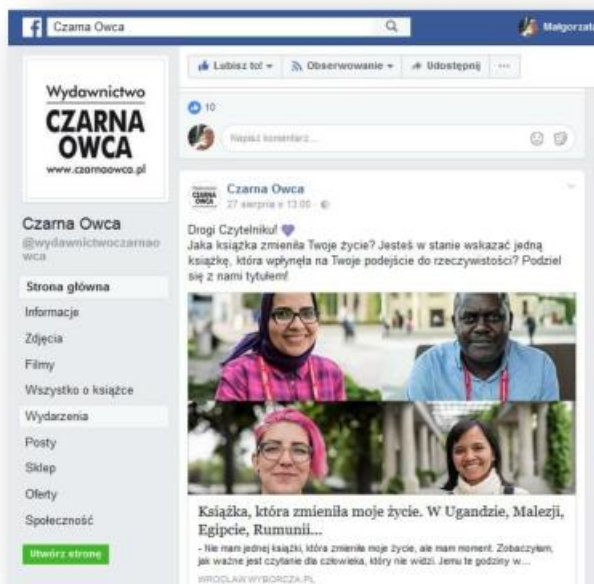 Czarna Owca
Małgorzat
Wydawnictwo
CZARNA
OWCA
www.czarnaowca.pl
Czarna Owca
@wydawnictwoczarnao
wca
Strona główna
Informacje
Zdjęcia
Filmy
Wszystko o książce
Wydarzenia
Posty
Sklep
Oferty
Społeczność
Utwórz stronę
Lubisz to!
Obserwowanie
Udostępnij
10
Napisz komentarz...
CZARNA
OWCA
Czarna Owca
27 sierpnia o 13:00
Drogi Czytelniku!
Jaka książka zmieniła Twoje życie? Jesteś w stanie wskazać jedną
książkę, która wpłynęła na Twoje podejście do rzeczywistości? Podziel
się z nami tytułem!
Książka, która zmieniła moje życie. W Ugandzie, Malezji,
Egipcie, Rumunii...
- Nie mam jednej książki, która zmieniła moje życie, ale mam moment. Zobaczyłem,
jak ważne jest czytanie dla człowieka, który nie widzi. Jemu te godziny w...
WROCLAW.WYBORCZA.PL